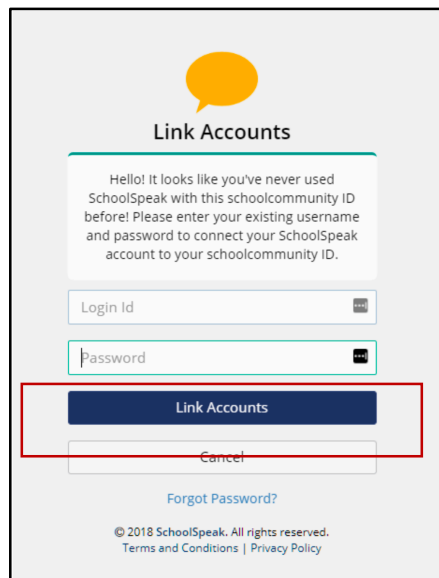 Link Accounts
Hello! It looks like you've never used
SchoolSpeak with this schoolcommunity ID
before! Please enter your existing username
and password to connect your SchoolSpeak
account to your schoolcommunity ID.
Login Id
Password
Link Accounts
Cancel
Forgot Password?
© 2018 SchoolSpeak. All rights reserved.
Terms and Conditions | Privacy Policy